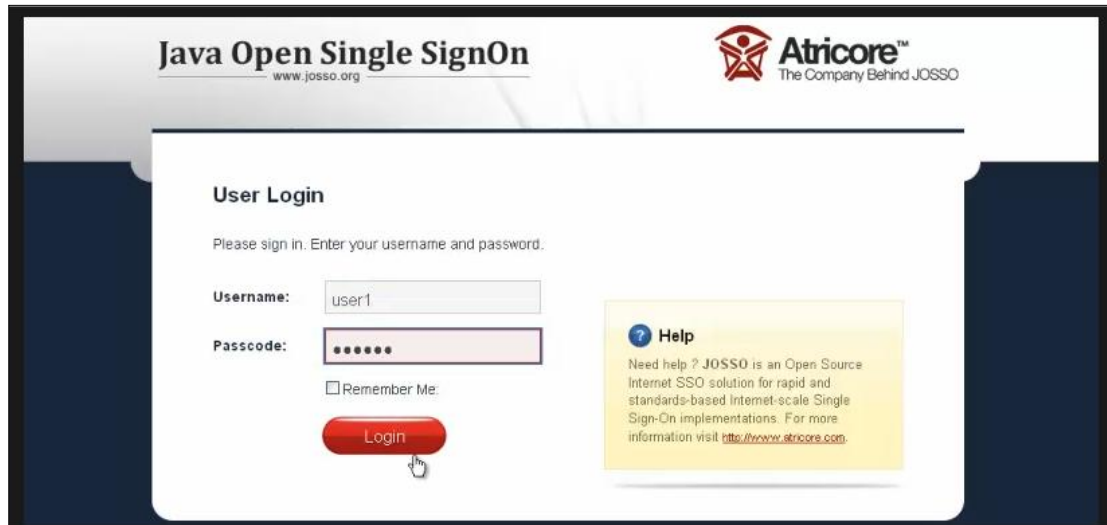 Java Open Single SignOn
www.josso.org
Atricore™
The Company Behind JOSSO
User Login
Please sign in. Enter your username and password.
Username:
user1
Passcode:
••••••
Remember Me:
Login
? Help
Need help ? JOSSO is an Open Source
Internet SSO solution for rapid and
standards-based Internet-scale Single
Sign-On implementations. For more
information visit http://www.atricore.com.